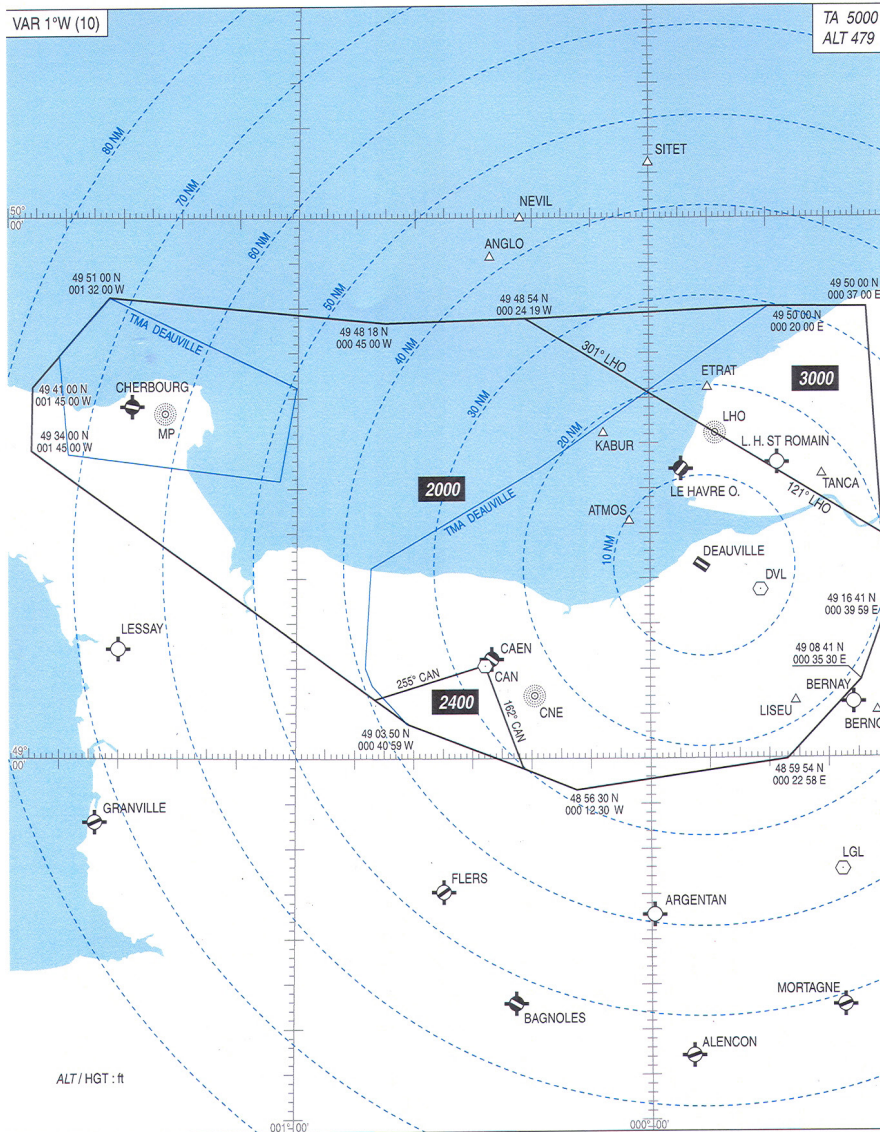 VAR 1°W (10)
TA 5000
ALT 479
80 NM
70 NM
60 NM
50 NM
40 NM
30 NM
20 NM
10 NM
SITET
NEVIL
50°
00'
ANGLO
49 51 00 N
001 32 00 W
TMA DEAUVILLE
49 48 18 N
000 45 00 W
49 48 54 N
000 24 19 W
49 50 00 N
000 37 00 E
49 50 00 N
000 20 00 E
301° LHO
ETRAT
3000
49 41 00 N
001 45 00 W
CHERBOURG
MP
49 34 00 N
001 45 00 W
LHO
L. H. ST ROMAIN
KABUR
TANCA
LE HAVRE O.
121° LHO
2000
TMA DEAUVILLE
ATMOS
DEAUVILLE
DVL
49 16 41 N
000 39 59 E
LESSAY
49 08 41 N
000 35 30 E
CAEN
CAN
255° CAN
2400
162° CAN
CNE
BERNAY
LISEU
BERNO
49 03 50 N
000 40'59 W
49°
00'
48 59 54 N
000 22 58 E
48 56 30 N
000 12 30 W
GRANVILLE
FLERS
LGL
ARGENTAN
BAGNOLES
MORTAGNE
ALENCON
ALT / HGT : ft
001°00'
000°00'